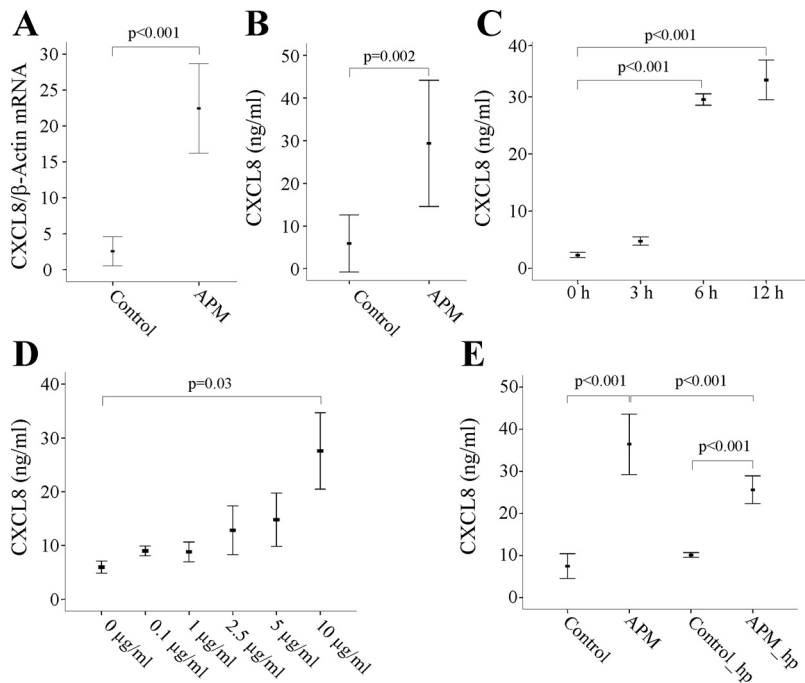 A
p<0.001
CXCL8/β-Actin mRNA
30
25
20
15
10
5
0
Control
APM
B
p=0.002
CXCL8 (ng/ml)
50
40
30
20
10
0
Control
APM
C
p<0.001
p<0.001
CXCL8 (ng/ml)
40
30
20
10
0
0 h
3 h
6 h
12 h
D
p=0.03
CXCL8 (ng/ml)
40
30
20
10
0
0 µg/ml
0.1 µg/ml
1 µg/ml
2.5 µg/ml
5 µg/ml
10 µg/ml
E
p<0.001
p<0.001
p<0.001
CXCL8 (ng/ml)
50
40
30
20
10
0
Control
APM
Control_hp
APM_hp